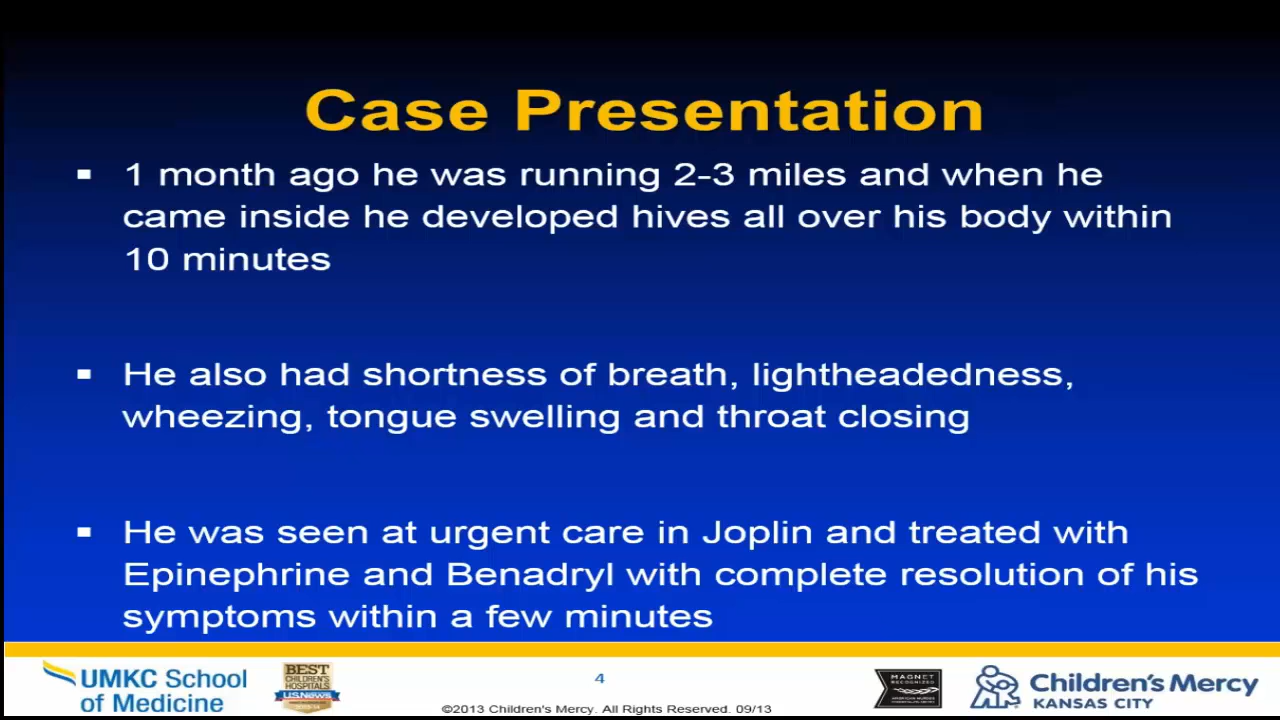 Case Presentation
▪ 1 month ago he was running 2-3 miles and when he
came inside he developed hives all over his body within
10 minutes
▪ He also had shortness of breath, lightheadedness,
wheezing, tongue swelling and throat closing
▪ He was seen at urgent care in Joplin and treated with
Epinephrine and Benadryl with complete resolution of his
symptoms within a few minutes
UMKC School
of Medicine
BEST
CHILDREN'S
HOSPITALS
U.S.News
4
©2013 Children's Mercy. All Rights Reserved. 09/13
MAGNET
RECOGNIZED
Children's Mercy
KANSAS CITY